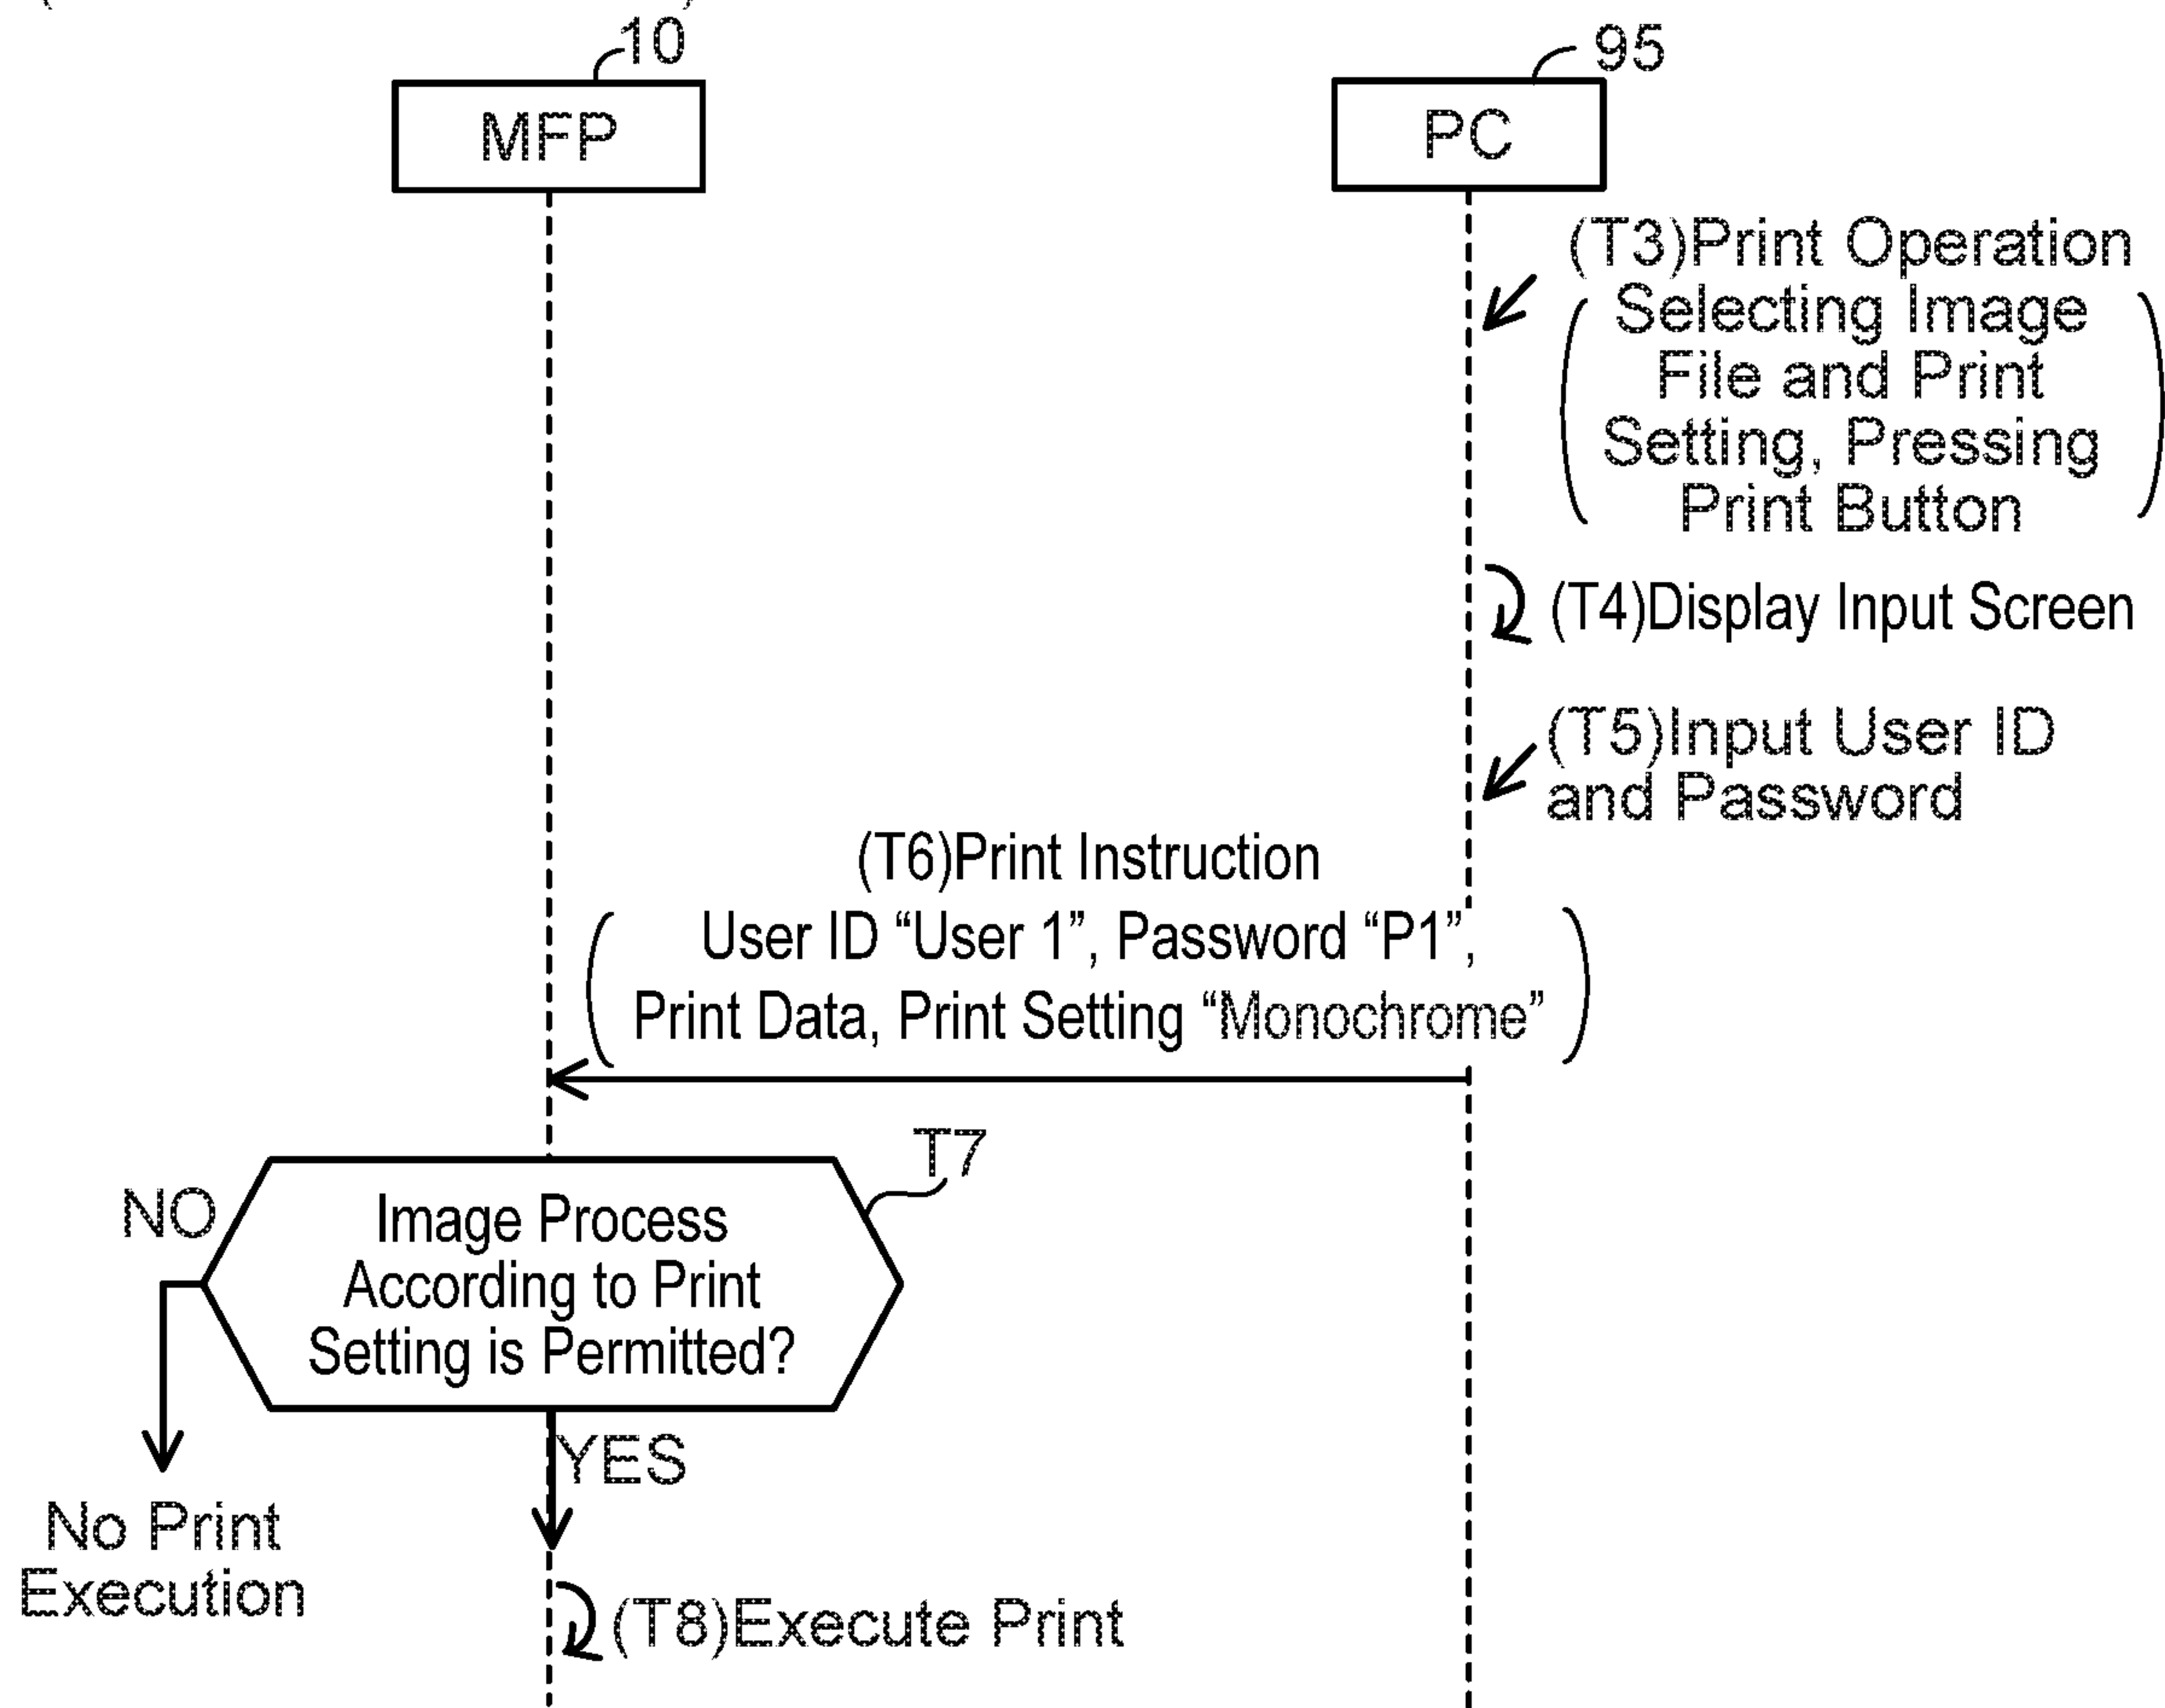 10
95
MFP
PC
(T3)Print Operation
Selecting Image
File and Print
Setting, Pressing
Print Button
(T4)Display Input Screen
(T5)Input User ID
and Password
(T6)Print Instruction
User ID “User 1”, Password “P1”,
Print Data, Print Setting “Monochrome”
T7
NO
Image Process
According to Print
Setting is Permitted?
YES
No Print
Execution
(T8)Execute Print